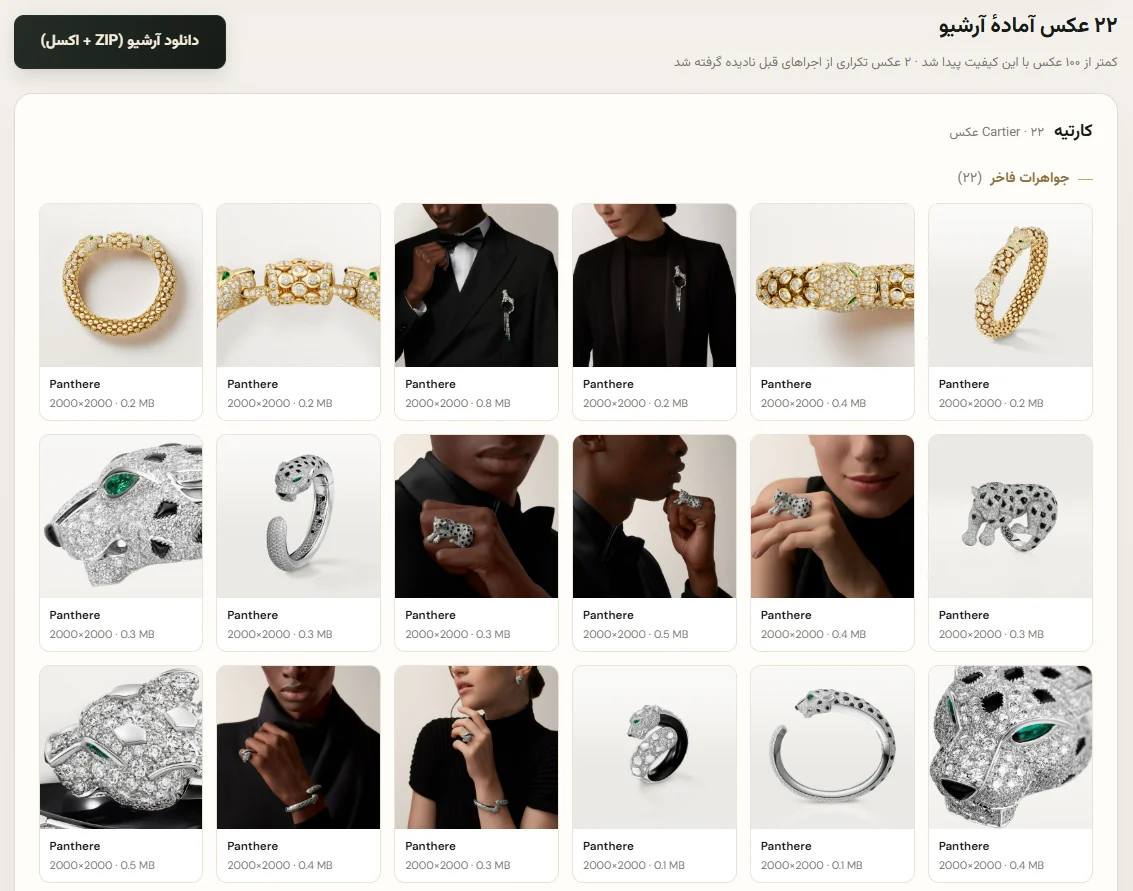 ۲۲ عکس آمادهٔ آرشیو
کمتر از ۱۰۰ عکس با این کیفیت پیدا شد · ۲ عکس تکراری از اجراهای قبل نادیده گرفته شد
دانلود آرشیو (ZIP + اکسل)
کارتیه Cartier · ۲۲ عکس
جواهرات فاخر (۲۲)
Panthere
2000×2000 · 0.2 MB
Panthere
2000×2000 · 0.2 MB
Panthere
2000×2000 · 0.8 MB
Panthere
2000×2000 · 0.2 MB
Panthere
2000×2000 · 0.4 MB
Panthere
2000×2000 · 0.2 MB
Panthere
2000×2000 · 0.3 MB
Panthere
2000×2000 · 0.3 MB
Panthere
2000×2000 · 0.3 MB
Panthere
2000×2000 · 0.5 MB
Panthere
2000×2000 · 0.4 MB
Panthere
2000×2000 · 0.3 MB
Panthere
2000×2000 · 0.5 MB
Panthere
2000×2000 · 0.4 MB
Panthere
2000×2000 · 0.3 MB
Panthere
2000×2000 · 0.1 MB
Panthere
2000×2000 · 0.1 MB
Panthere
2000×2000 · 0.4 MB